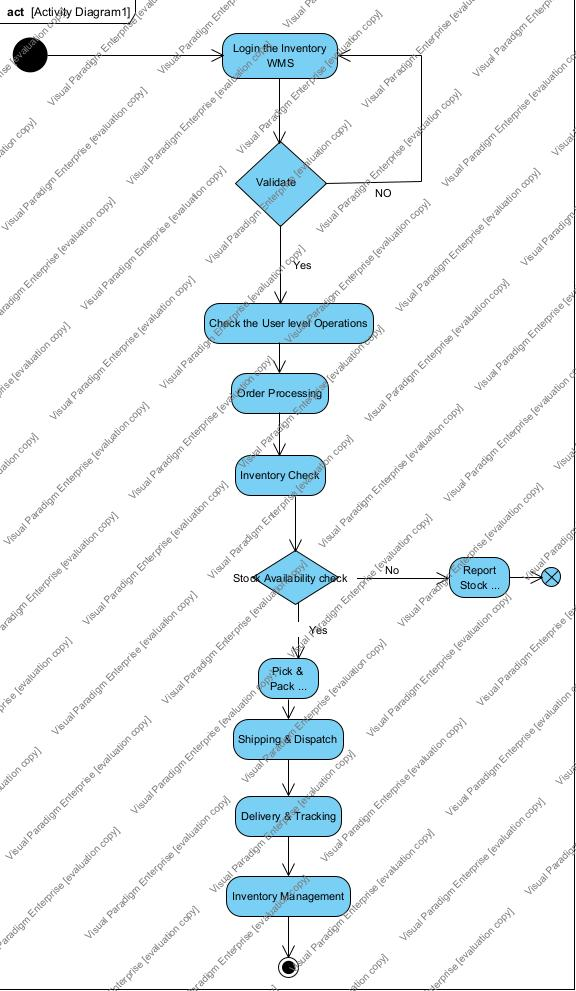 act [Activity Diagram1]
Login the Inventory
WMS
Validate
NO
Yes
Check the User level Operations
Order Processing
Inventory Check
Stock Availability check
No
Report
Stock ...
Yes
Pick &
Pack ...
Shipping & Dispatch
Delivery & Tracking
Inventory Management
Visual Paradigm Enterprise [evaluation copy]